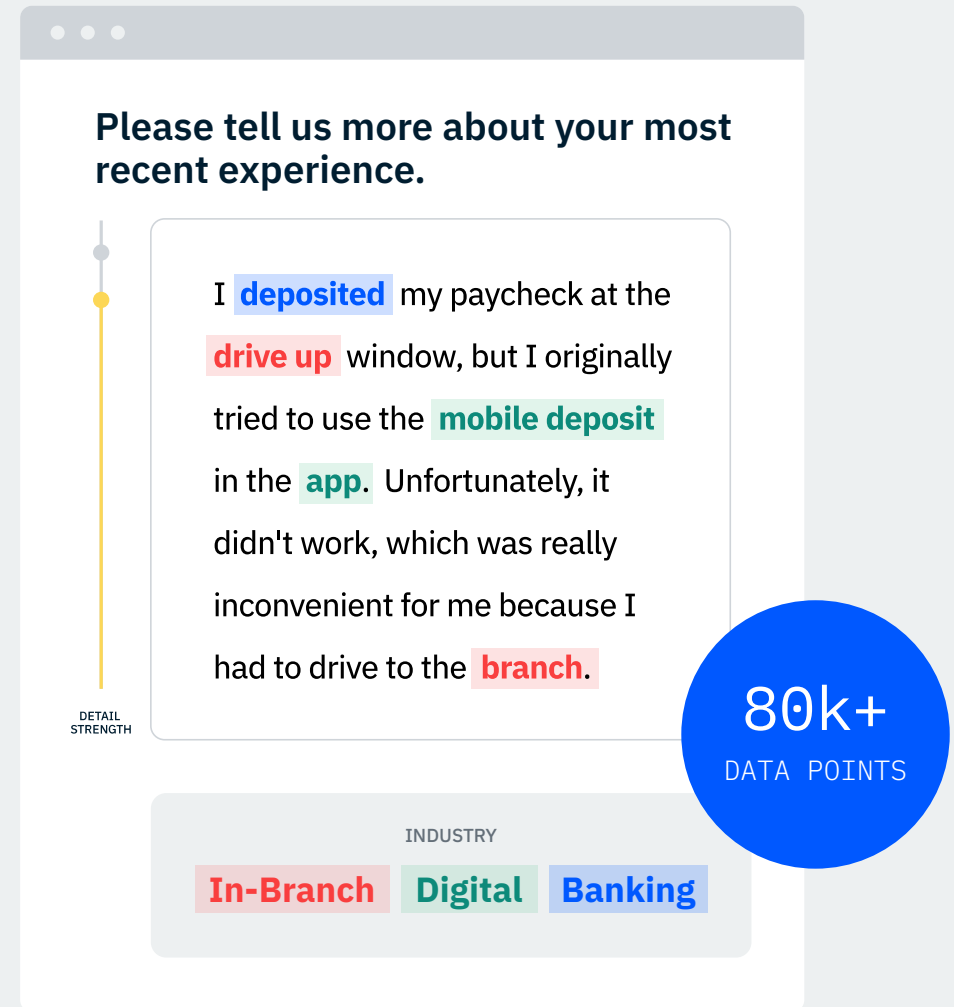 Please tell us more about your most
recent experience.
I deposited my paycheck at the
drive up window, but I originally
tried to use the mobile deposit
in the app. Unfortunately, it
didn't work, which was really
inconvenient for me because I
had to drive to the branch.
DETAIL
STRENGTH
80k+
DATA POINTS
INDUSTRY
In-Branch Digital Banking